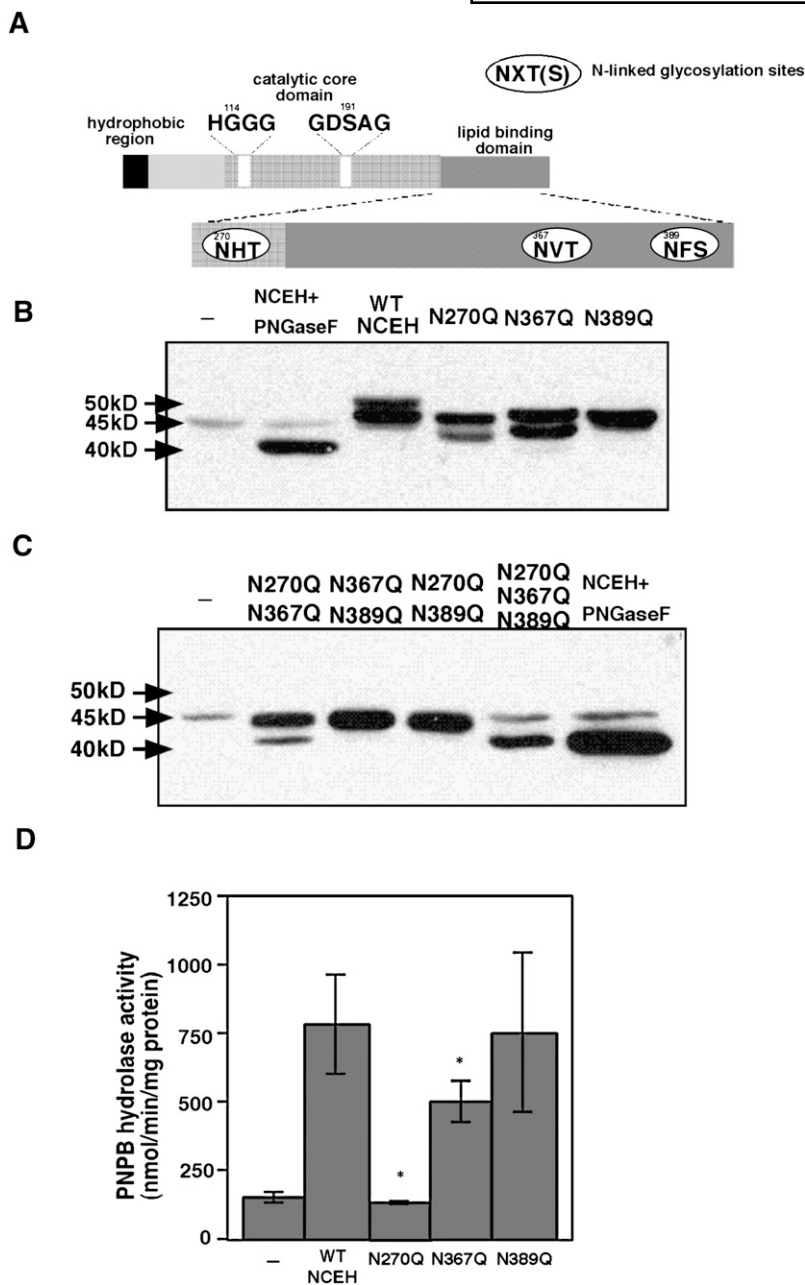 A
NXT(S) N-linked glycosylation sites
catalytic core
domain
114 191
hydrophobic
region
HGGG GDSAG
lipid binding
domain
270 367 389
NHT NVT NFS
B
– NCEH+
PNGaseF
WT
NCEH
N270Q N367Q N389Q
50kD
45kD
40kD
C
– N270Q
N367Q
N367Q
N389Q
N270Q
N389Q
N270Q
N367Q
N389Q
NCEH+
PNGaseF
50kD
45kD
40kD
D
PNPB hydrolase activity
(nmol/min/mg protein)
1250
1000
750
500
250
0
* *
– WT
NCEH
N270Q N367Q N389Q